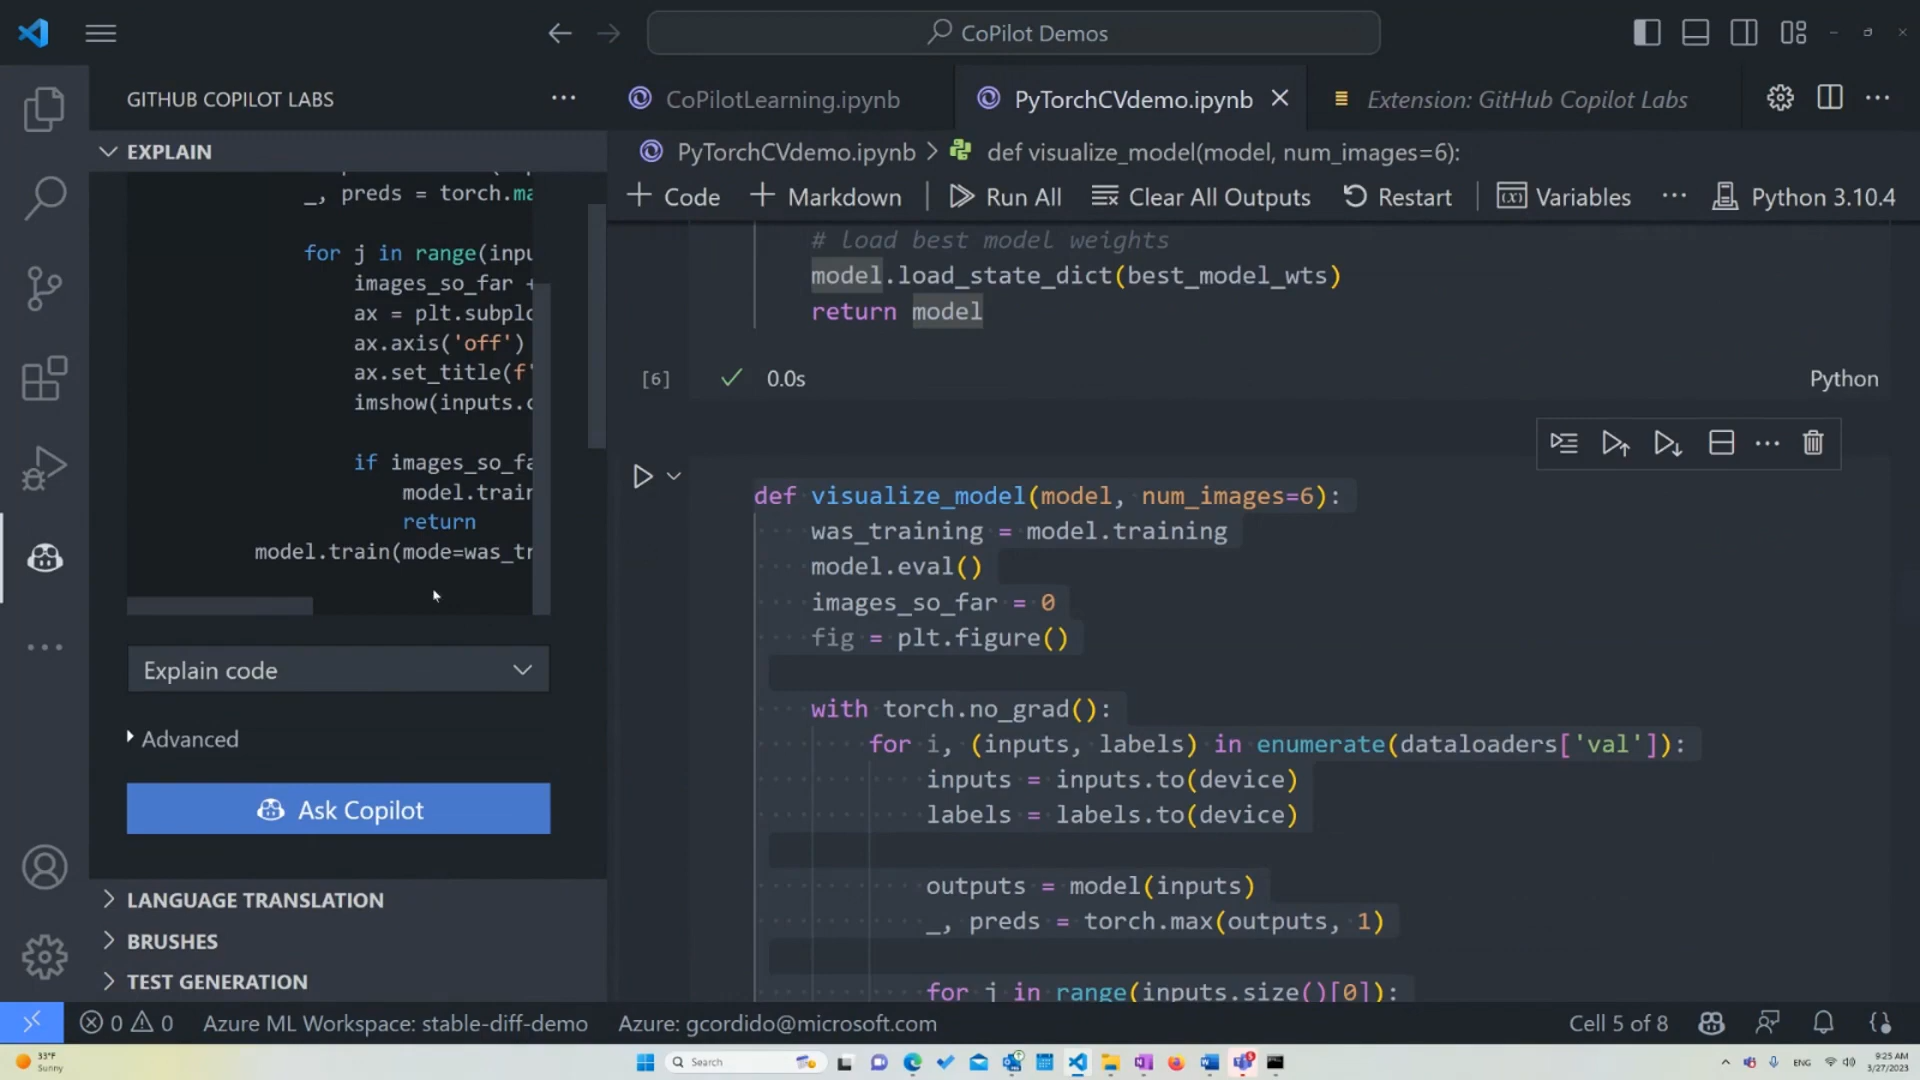 CoPilot Demos
GITHUB COPILOT LABS
CoPilotLearning.ipynb
PyTorchCVdemo.ipynb
Extension: GitHub Copilot Labs
EXPLAIN
PyTorchCVdemo.ipynb > def visualize_model(model, num_images=6):
Code
Markdown
Run All
Clear All Outputs
Restart
Variables
Python 3.10.4
_, preds = torch.ma
for j in range(inpu
images_so_far +
ax = plt.subplo
ax.axis('off')
ax.set_title(f'
imshow(inputs.c
if images_so_fa
model.train
return
model.train(mode=was_tr
Explain code
Advanced
Ask Copilot
LANGUAGE TRANSLATION
BRUSHES
TEST GENERATION
# load best model weights
model.load_state_dict(best_model_wts)
return model
[6]
0.0s
Python
def visualize_model(model, num_images=6):
was_training = model.training
model.eval()
images_so_far = 0
fig = plt.figure()
with torch.no_grad():
for i, (inputs, labels) in enumerate(dataloaders['val']):
inputs = inputs.to(device)
labels = labels.to(device)
outputs = model(inputs)
_, preds = torch.max(outputs, 1)
for j in range(inputs.size()[0]):
0 0
Azure ML Workspace: stable-diff-demo
Azure: gcordido@microsoft.com
Cell 5 of 8
33°F
Sunny
Search
ENG
9:25 AM
3/27/2023